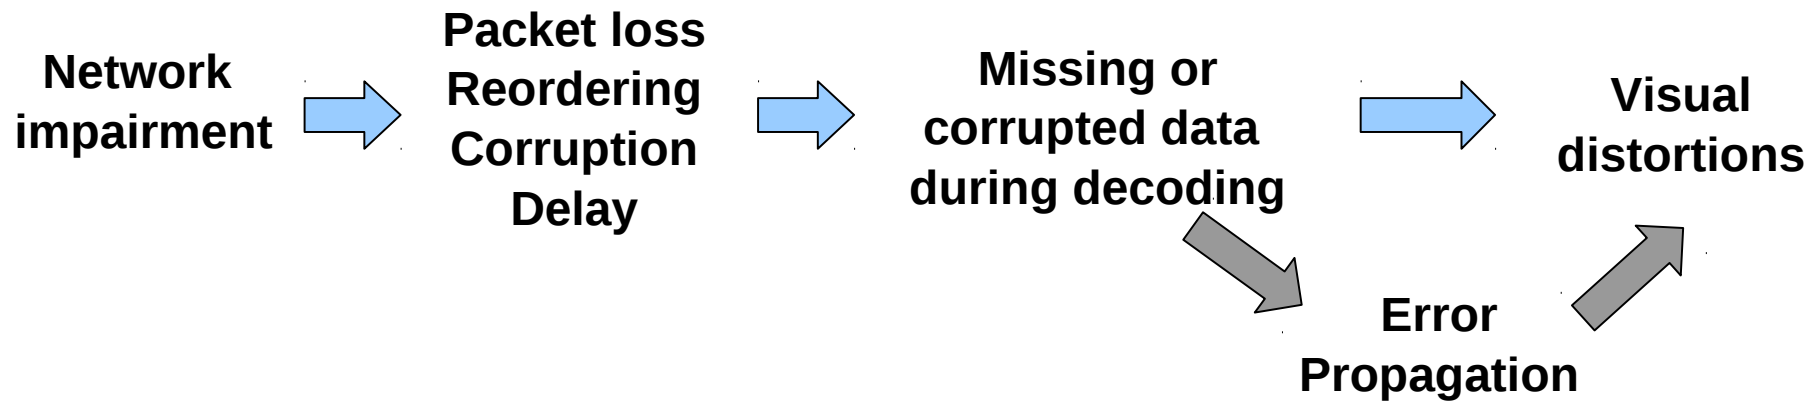 Network
impairment
Packet loss
Reordering
Corruption
Delay
Missing or
corrupted data
during decoding
Visual
distortions
Error
Propagation